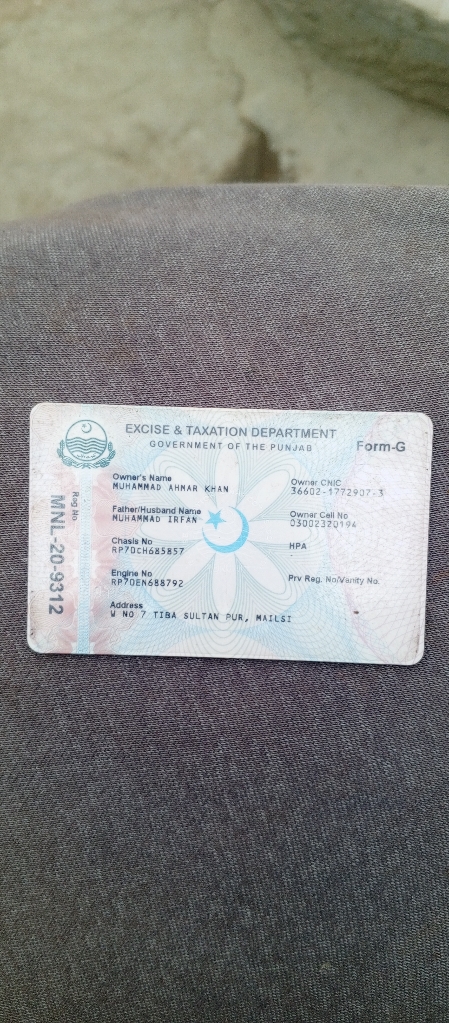 EXCISE & TAXATION DEPARTMENT
GOVERNMENT OF THE PUNJAB
Form-G
Reg No
MNL-20-9312
Owner's Name
MUHAMMAD AHMAR KHAN
Owner CNIC
36602-1772907-3
Father/Husband Name
MUHAMMAD IRFAN
Owner Cell No
03002320194
Chasis No
RP70CH685857
HPA
-
Engine No
RP70EN688792
Prv Reg. No/Vanity No.
-
Address
W NO 7 TIBA SULTAN PUR, MAILSI